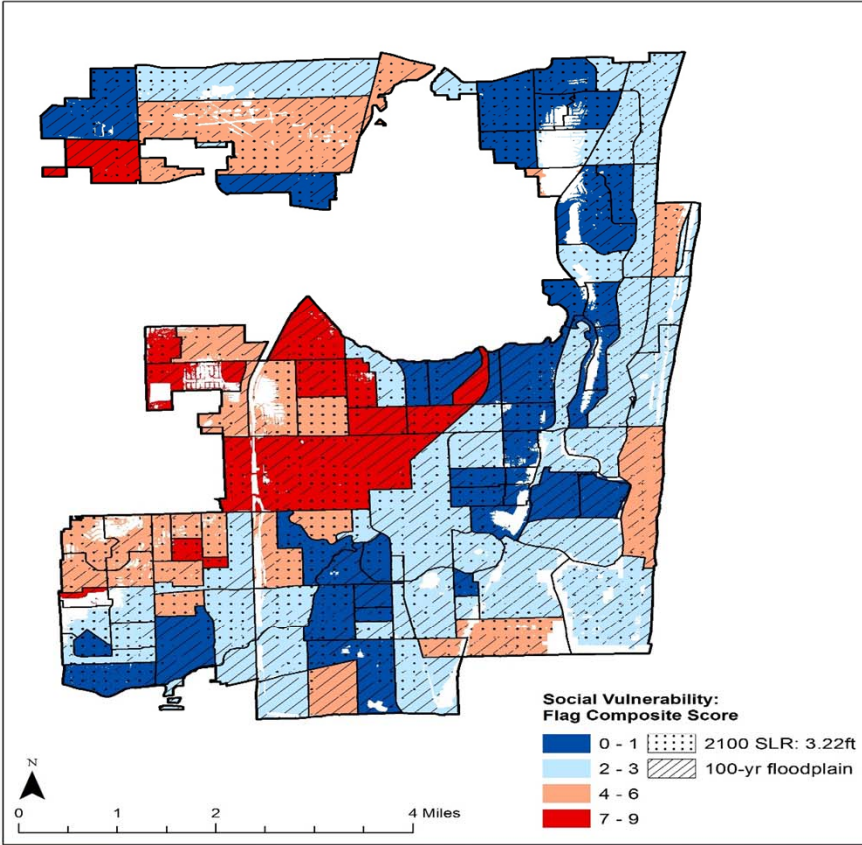 Social Vulnerability:
Flag Composite Score
0 - 1
2100 SLR: 3.22ft
2 - 3
100-yr floodplain
4 - 6
7 - 9
N
0 1 2 4 Miles